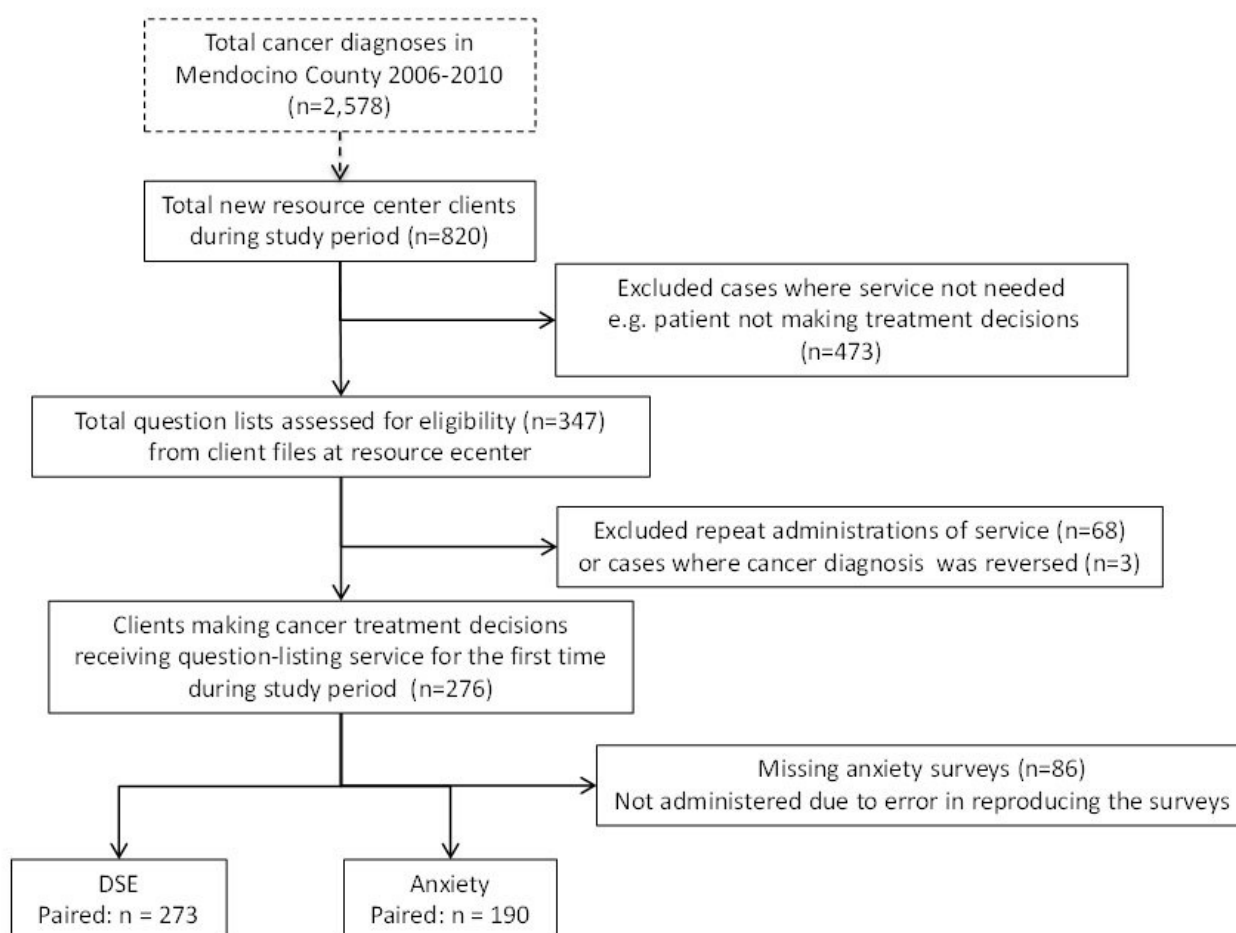 Total cancer diagnoses in
Mendocino County 2006-2010
(n=2,578)
Total new resource center clients
during study period (n=820)
Excluded cases where service not needed
e.g. patient not making treatment decisions
(n=473)
Total question lists assessed for eligibility (n=347)
from client files at resource ecenter
Excluded repeat administrations of service (n=68)
or cases where cancer diagnosis was reversed (n=3)
Clients making cancer treatment decisions
receiving question-listing service for the first time
during study period (n=276)
Missing anxiety surveys (n=86)
Not administered due to error in reproducing the surveys
DSE
Paired: n = 273
Anxiety
Paired: n = 190